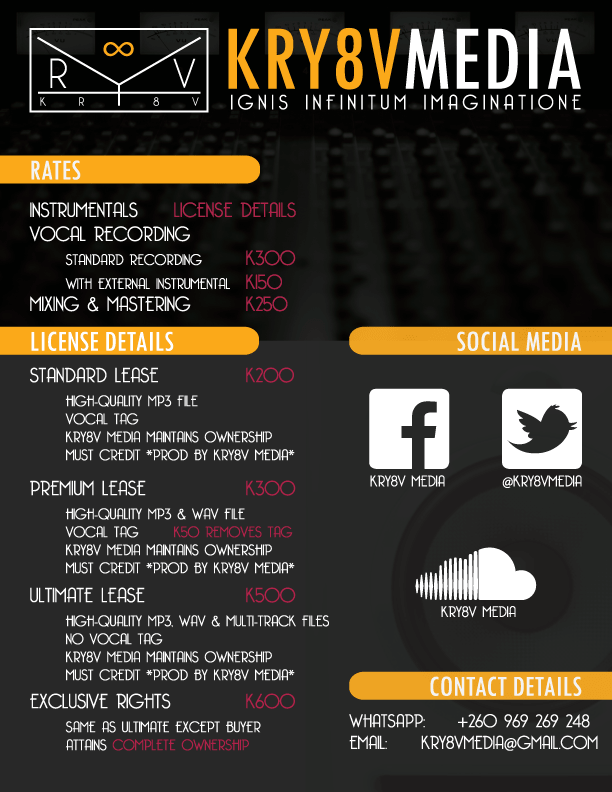 R V
K R Y 8 V
KRY8VMEDIA
IGNIS INFINITUM IMAGINATIONE
RATES
INSTRUMENTALS LICENSE DETAILS
VOCAL RECORDING
STANDARD RECORDING K300
WITH EXTERNAL INSTRUMENTAL K150
MIXING & MASTERING K250
LICENSE DETAILS
STANDARD LEASE K200
HIGH-QUALITY MP3 FILE
VOCAL TAG
KRY8V MEDIA MAINTAINS OWNERSHIP
MUST CREDIT *PROD BY KRY8V MEDIA*
PREMIUM LEASE K300
HIGH-QUALITY MP3 & WAV FILE
VOCAL TAG K50 REMOVES TAG
KRY8V MEDIA MAINTAINS OWNERSHIP
MUST CREDIT *PROD BY KRY8V MEDIA*
ULTIMATE LEASE K500
HIGH-QUALITY MP3, WAV & MULTI-TRACK FILES
NO VOCAL TAG
KRY8V MEDIA MAINTAINS OWNERSHIP
MUST CREDIT *PROD BY KRY8V MEDIA*
EXCLUSIVE RIGHTS K600
SAME AS ULTIMATE EXCEPT BUYER
ATTAINS COMPLETE OWNERSHIP
SOCIAL MEDIA
KRY8V MEDIA
@KRY8VMEDIA
KRY8V MEDIA
CONTACT DETAILS
WHATSAPP: +260 969 269 248
EMAIL: KRY8VMEDIA@GMAIL.COM